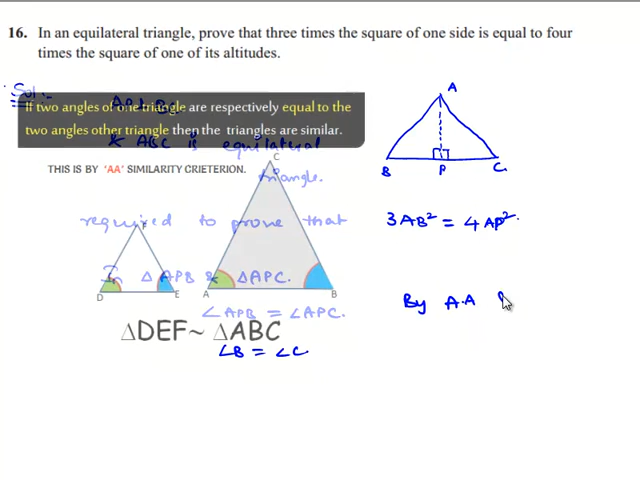 16. In an equilateral triangle, prove that three times the square of one side is equal to four
times the square of one of its altitudes.
Sol:-
AP ⊥ BC
If two angles of one triangle are respectively equal to the
two angles other triangle then the triangles are similar.
& ABC is equilateral
triangle.
THIS IS BY 'AA' SIMILARITY CRIETERION.
required to prove that
△ APB & △APC.
∠APB = ∠APC.
△DEF~ △ABC
∠B = ∠C.
A
B P C
3AB² = 4AP².
By A.A
C
F
D E A B